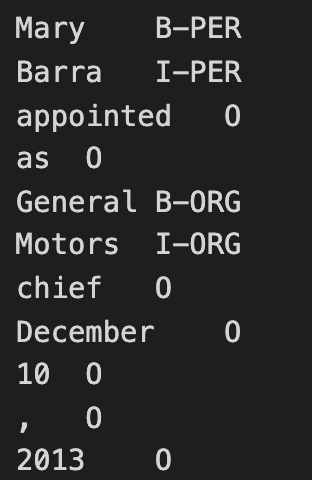 Mary B-PER
Barra I-PER
appointed O
as O
General B-ORG
Motors I-ORG
chief O
December O
10 O
, O
2013 O